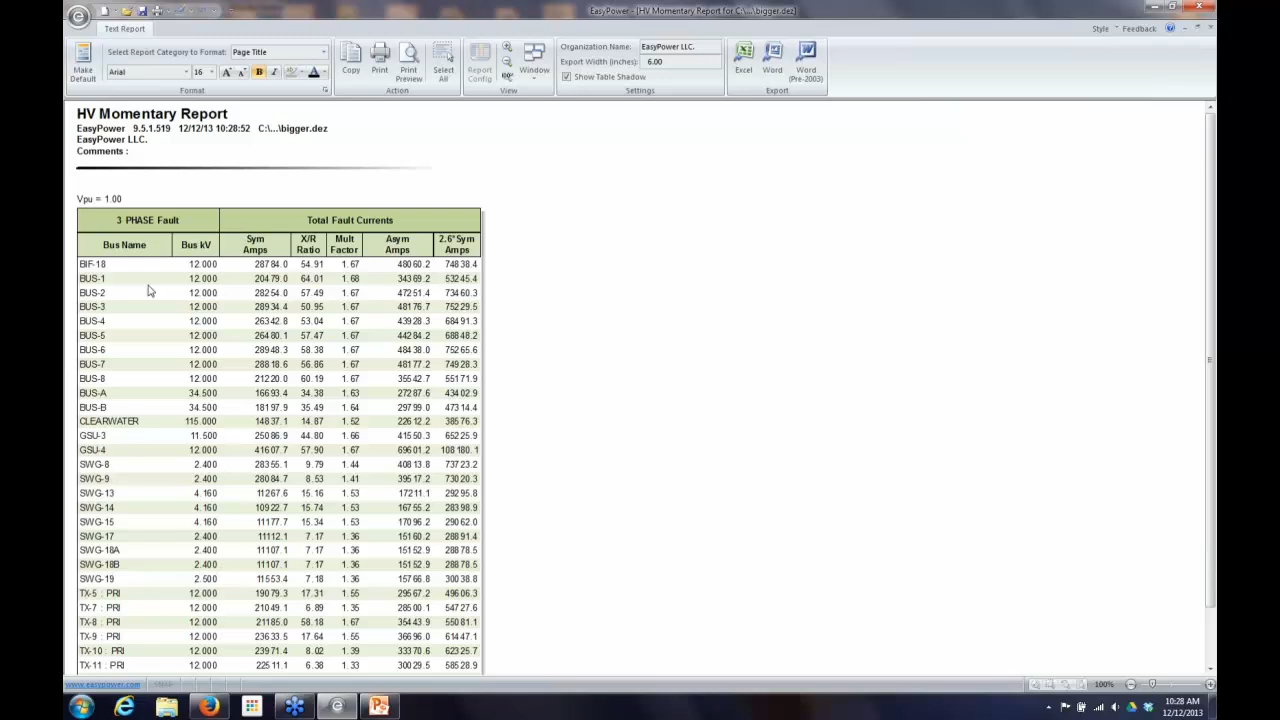 EasyPower - [HV Momentary Report for C:\...\bigger.dez]
Text Report
Style Feedback
Make Default
Select Report Category to Format: Page Title
Arial 16 A A B I A
Format
Copy Print Print Preview Select All
Action
Report Config 100% Window
View
Organization Name: EasyPower LLC.
Export Width (inches): 6.00
Show Table Shadow
Settings
Excel Word Word (Pre-2003)
Export
HV Momentary Report
EasyPower 9.5.1.519 12/12/13 10:28:52 C:\...\bigger.dez
EasyPower LLC.
Comments :
Vpu = 1.00
3 PHASE Fault Total Fault Currents
Bus Name Bus kV Sym Amps X/R Ratio Mult Factor Asym Amps 2.6*Sym Amps
BIF-18 12.000 28784.0 54.91 1.67 48060.2 74838.4
BUS-1 12.000 20479.0 64.01 1.68 34369.2 53245.4
BUS-2 12.000 28254.0 57.49 1.67 47251.4 73460.3
BUS-3 12.000 28934.4 50.95 1.67 48176.7 75229.5
BUS-4 12.000 26342.8 53.04 1.67 43928.3 68491.3
BUS-5 12.000 26480.1 57.47 1.67 44284.2 68848.2
BUS-6 12.000 28948.3 58.38 1.67 48438.0 75265.6
BUS-7 12.000 28818.6 56.86 1.67 48177.2 74928.3
BUS-8 12.000 21220.0 60.19 1.67 35542.7 55171.9
BUS-A 34.500 16693.4 34.38 1.63 27287.6 43402.9
BUS-B 34.500 18197.9 35.49 1.64 29799.0 47314.4
CLEARWATER 115.000 14837.1 14.87 1.52 22612.2 38576.3
GSU-3 11.500 25086.9 44.80 1.66 41550.3 65225.9
GSU-4 12.000 41607.7 57.90 1.67 69601.2 108180.1
SWG-8 2.400 28355.1 9.79 1.44 40813.8 73723.2
SWG-9 2.400 28084.7 8.53 1.41 39517.2 73020.3
SWG-13 4.160 11267.6 15.16 1.53 17211.1 29295.8
SWG-14 4.160 10922.7 15.74 1.53 16755.2 28398.9
SWG-15 4.160 11177.7 15.34 1.53 17096.2 29062.0
SWG-17 2.400 11112.1 7.17 1.36 15160.2 28891.4
SWG-18A 2.400 11107.1 7.17 1.36 15152.9 28878.5
SWG-18B 2.400 11107.1 7.17 1.36 15152.9 28878.5
SWG-19 2.500 11553.4 7.18 1.36 15766.8 30038.8
TX-5 : PRI 12.000 19079.3 17.31 1.55 29567.2 49606.3
TX-7 : PRI 12.000 21049.1 6.89 1.35 28500.1 54727.6
TX-8 : PRI 12.000 21185.0 58.18 1.67 35443.9 55081.1
TX-9 : PRI 12.000 23633.5 17.64 1.55 36696.0 61447.1
TX-10 : PRI 12.000 23971.4 8.02 1.39 33370.6 62325.7
TX-11 : PRI 12.000 22511.1 6.38 1.33 30029.5 58528.9
www.easypower.com
100%
10:28 AM
12/12/2013